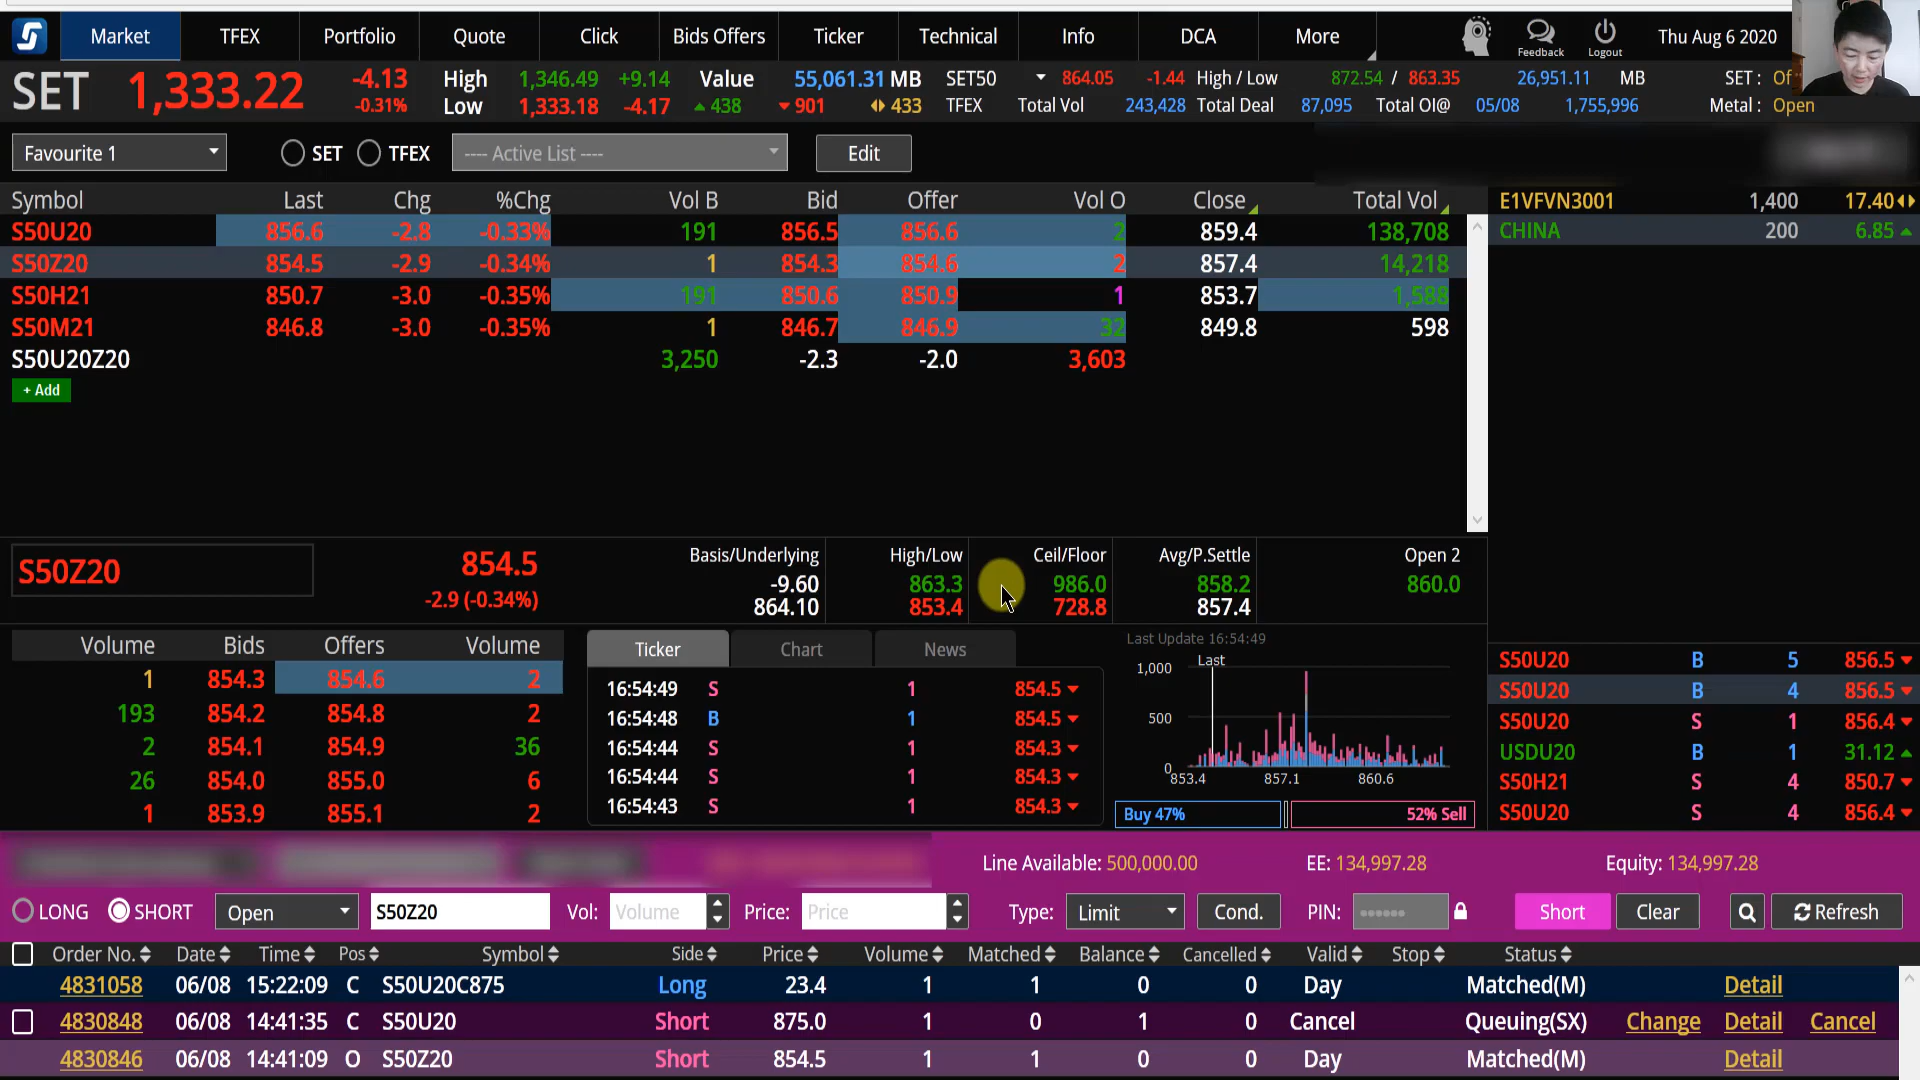 Market TFEX Portfolio Quote Click Bids Offers Ticker Technical Info DCA More Feedback Logout Thu Aug 6 2020
SET 1,333.22 -4.13 -0.31%
High 1,346.49 +9.14 Value 55,061.31 MB SET50 864.05 -1.44 High / Low 872.54 / 863.35 26,951.11 MB SET : Of
Low 1,333.18 -4.17 438 901 433 TFEX Total Vol 243,428 Total Deal 87,095 Total OI@ 05/08 1,755,996 Metal : Open
Favourite 1 SET TFEX ---- Active List ---- Edit
Symbol Last Chg %Chg Vol B Bid Offer Vol O Close Total Vol
S50U20 856.6 -2.8 -0.33% 191 856.5 856.6 2 859.4 138,708
S50Z20 854.5 -2.9 -0.34% 1 854.3 854.6 2 857.4 14,218
S50H21 850.7 -3.0 -0.35% 191 850.6 850.9 1 853.7 1,588
S50M21 846.8 -3.0 -0.35% 1 846.7 846.9 32 849.8 598
S50U20Z20 3,250 -2.3 -2.0 3,603
+ Add
E1VFVN3001 1,400 17.40
CHINA 200 6.85
S50Z20 854.5
-2.9 (-0.34%)
Basis/Underlying High/Low Ceil/Floor Avg/P.Settle Open 2
-9.60 863.3 986.0 858.2 860.0
864.10 853.4 728.8 857.4
Volume Bids Offers Volume
1 854.3 854.6 2
193 854.2 854.8 2
2 854.1 854.9 36
26 854.0 855.0 6
1 853.9 855.1 2
Ticker Chart News
16:54:49 S 1 854.5
16:54:48 B 1 854.5
16:54:44 S 1 854.3
16:54:44 S 1 854.3
16:54:43 S 1 854.3
Last Update 16:54:49
Last
1,000
500
0
853.4 857.1 860.6
Buy 47% 52% Sell
S50U20 B 5 856.5
S50U20 B 4 856.5
S50U20 S 1 856.4
USDU20 B 1 31.12
S50H21 S 4 850.7
S50U20 S 4 856.4
Line Available: 500,000.00 EE: 134,997.28 Equity: 134,997.28
LONG SHORT Open S50Z20 Vol: Volume Price: Price Type: Limit Cond. PIN: •••••• Short Clear Refresh
Order No. Date Time Pos Symbol Side Price Volume Matched Balance Cancelled Valid Stop Status
4831058 06/08 15:22:09 C S50U20C875 Long 23.4 1 1 0 0 Day Matched(M) Detail
4830848 06/08 14:41:35 C S50U20 Short 875.0 1 0 1 0 Cancel Queuing(SX) Change Detail Cancel
4830846 06/08 14:41:09 O S50Z20 Short 854.5 1 1 0 0 Day Matched(M) Detail